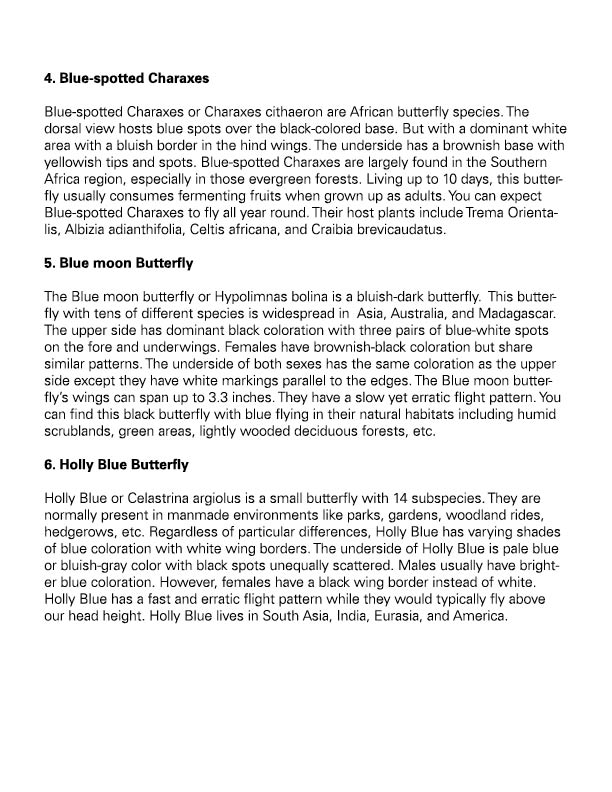 4. Blue-spotted Charaxes
Blue-spotted Charaxes or Charaxes cithaeron are African butterfly species. The
dorsal view hosts blue spots over the black-colored base. But with a dominant white
area with a bluish border in the hind wings. The underside has a brownish base with
yellowish tips and spots. Blue-spotted Charaxes are largely found in the Southern
Africa region, especially in those evergreen forests. Living up to 10 days, this butter-
fly usually consumes fermenting fruits when grown up as adults. You can expect
Blue-spotted Charaxes to fly all year round. Their host plants include Trema Orienta-
lis, Albizia adianthifolia, Celtis africana, and Craibia brevicaudatus.
5. Blue moon Butterfly
The Blue moon butterfly or Hypolimnas bolina is a bluish-dark butterfly.  This butter-
fly with tens of different species is widespread in  Asia, Australia, and Madagascar.
The upper side has dominant black coloration with three pairs of blue-white spots
on the fore and underwings. Females have brownish-black coloration but share
similar patterns. The underside of both sexes has the same coloration as the upper
side except they have white markings parallel to the edges. The Blue moon butter-
fly's wings can span up to 3.3 inches. They have a slow yet erratic flight pattern. You
can find this black butterfly with blue flying in their natural habitats including humid
scrublands, green areas, lightly wooded deciduous forests, etc.
6. Holly Blue Butterfly
Holly Blue or Celastrina argiolus is a small butterfly with 14 subspecies. They are
normally present in manmade environments like parks, gardens, woodland rides,
hedgerows, etc. Regardless of particular differences, Holly Blue has varying shades
of blue coloration with white wing borders. The underside of Holly Blue is pale blue
or bluish-gray color with black spots unequally scattered. Males usually have bright-
er blue coloration. However, females have a black wing border instead of white.
Holly Blue has a fast and erratic flight pattern while they would typically fly above
our head height. Holly Blue lives in South Asia, India, Eurasia, and America.